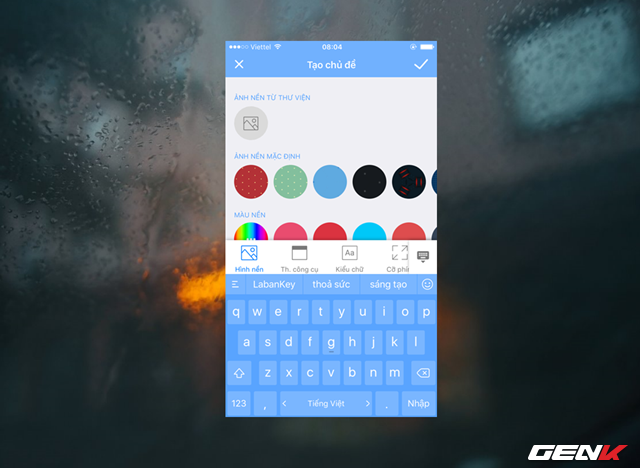 Viettel 08:04
Tạo chủ đề
ẢNH NỀN TỪ THƯ VIỆN
ẢNH NỀN MẶC ĐỊNH
MÀU NỀN
Hình nền Th. công cụ Kiểu chữ Cỡ phí
Aa
LabanKey thoả sức sáng tạo
q w e r t y u i o p
a s d f g h j k l
z x c v b n m
123 , < Tiếng Việt > . Nhập
GENK